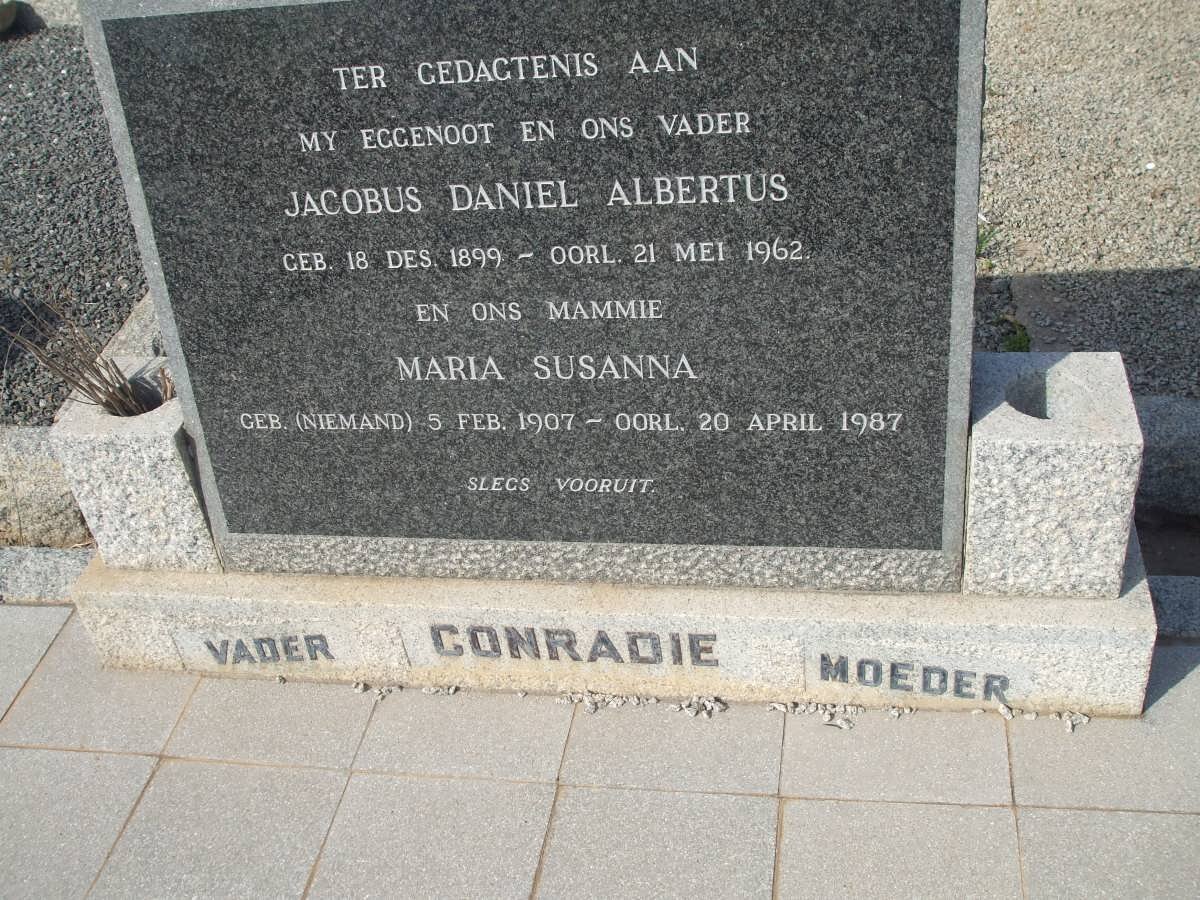 TER GEDAGTENIS AAN
MY EGGENOOT EN ONS VADER
JACOBUS DANIEL ALBERTUS
GEB. 18 DES. 1899 ~ OORL. 21 MEI 1962.
EN ONS MAMMIE
MARIA SUSANNA
GEB. (NIEMAND) 5 FEB. 1907 ~ OORL. 20 APRIL 1987
SLEGS VOORUIT.
VADER CONRADIE MOEDER